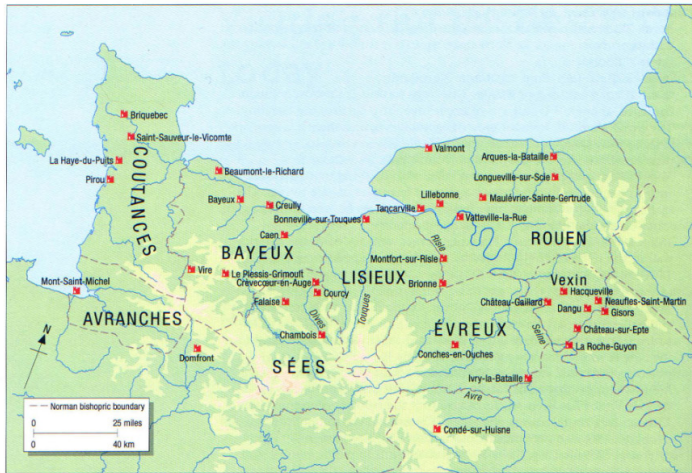 Briquebec
Saint-Sauveur-le-Vicomte
La Haye-du-Puits
Pirou
COUTANCES
Beaumont-le-Richard
Bayeux
Creully
Bonneville-sur-Touques
Caen
BAYEUX
Valmont
Arques-la-Bataille
Longueville-sur-Scie
Lillebonne
Maulévrier-Sainte-Gertrude
Tancarville
Vatteville-la-Rue
ROUEN
Risle
Montfort-sur-Risle
LISIEUX
Brionne
Mont-Saint-Michel
Vire
Le Plessis-Grimoult
Crèvecœur-en-Auge
Courcy
Falaise
Dives
Touques
Chambois
AVRANCHES
Domfront
SÉES
Vexin
Hacqueville
Château-Gaillard
Neaufles-Saint-Martin
Dangu
Gisors
Château-sur-Epte
La Roche-Guyon
Seine
ÉVREUX
Conches-en-Ouches
Ivry-la-Bataille
Avre
Condé-sur-Huisne
N
Norman bishopric boundary
0 25 miles
0 40 km